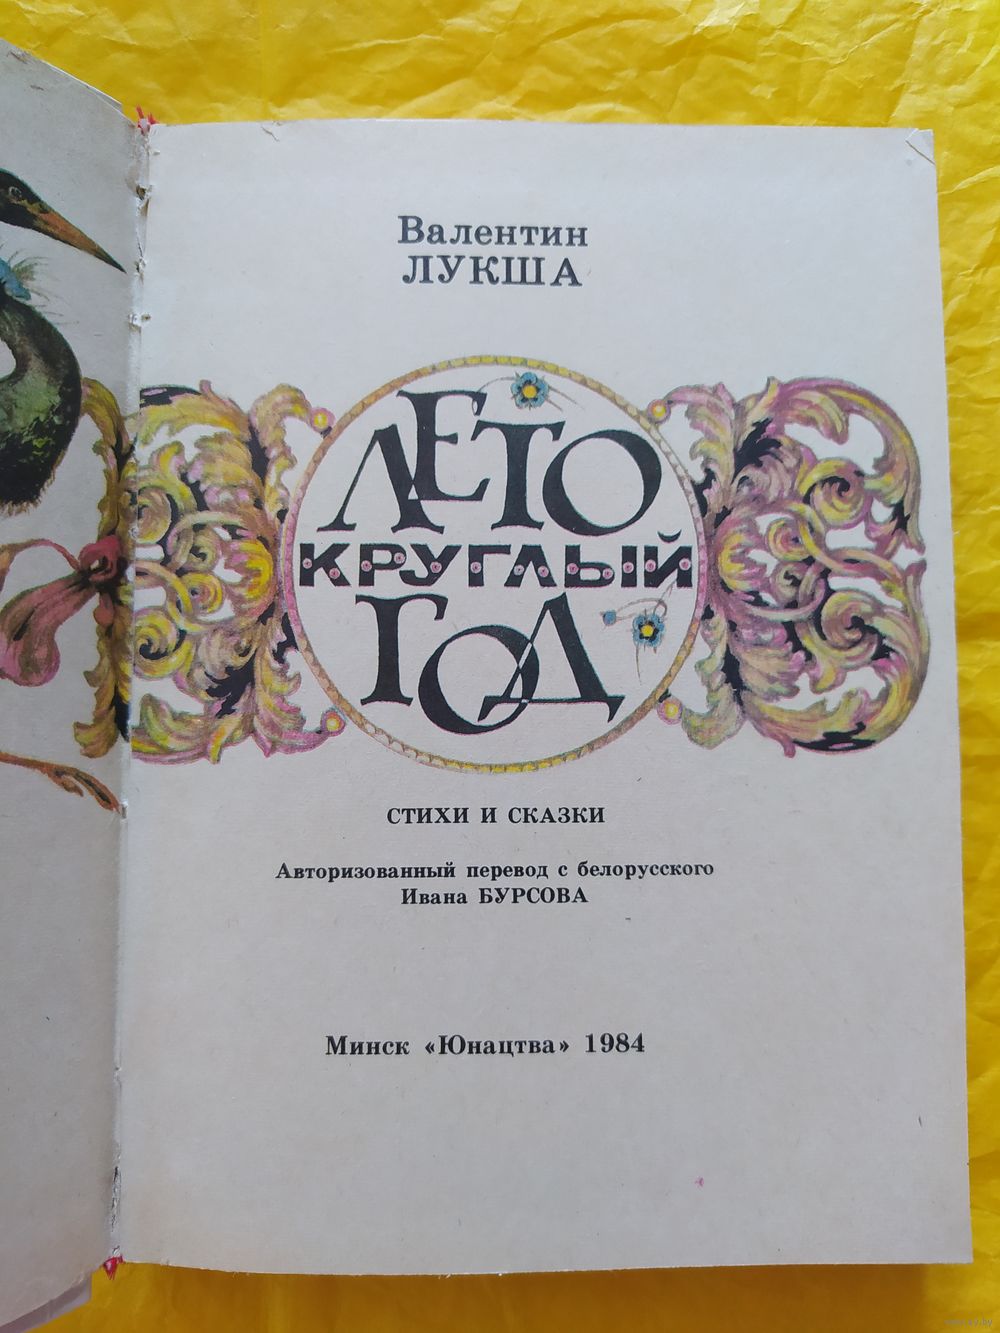 Валентин
ЛУКША
ЛЕТО
КРУГЛЫЙ
ГОД
СТИХИ И СКАЗКИ
Авторизованный перевод с белорусского
Ивана БУРСОВА
Минск «Юнацтва» 1984